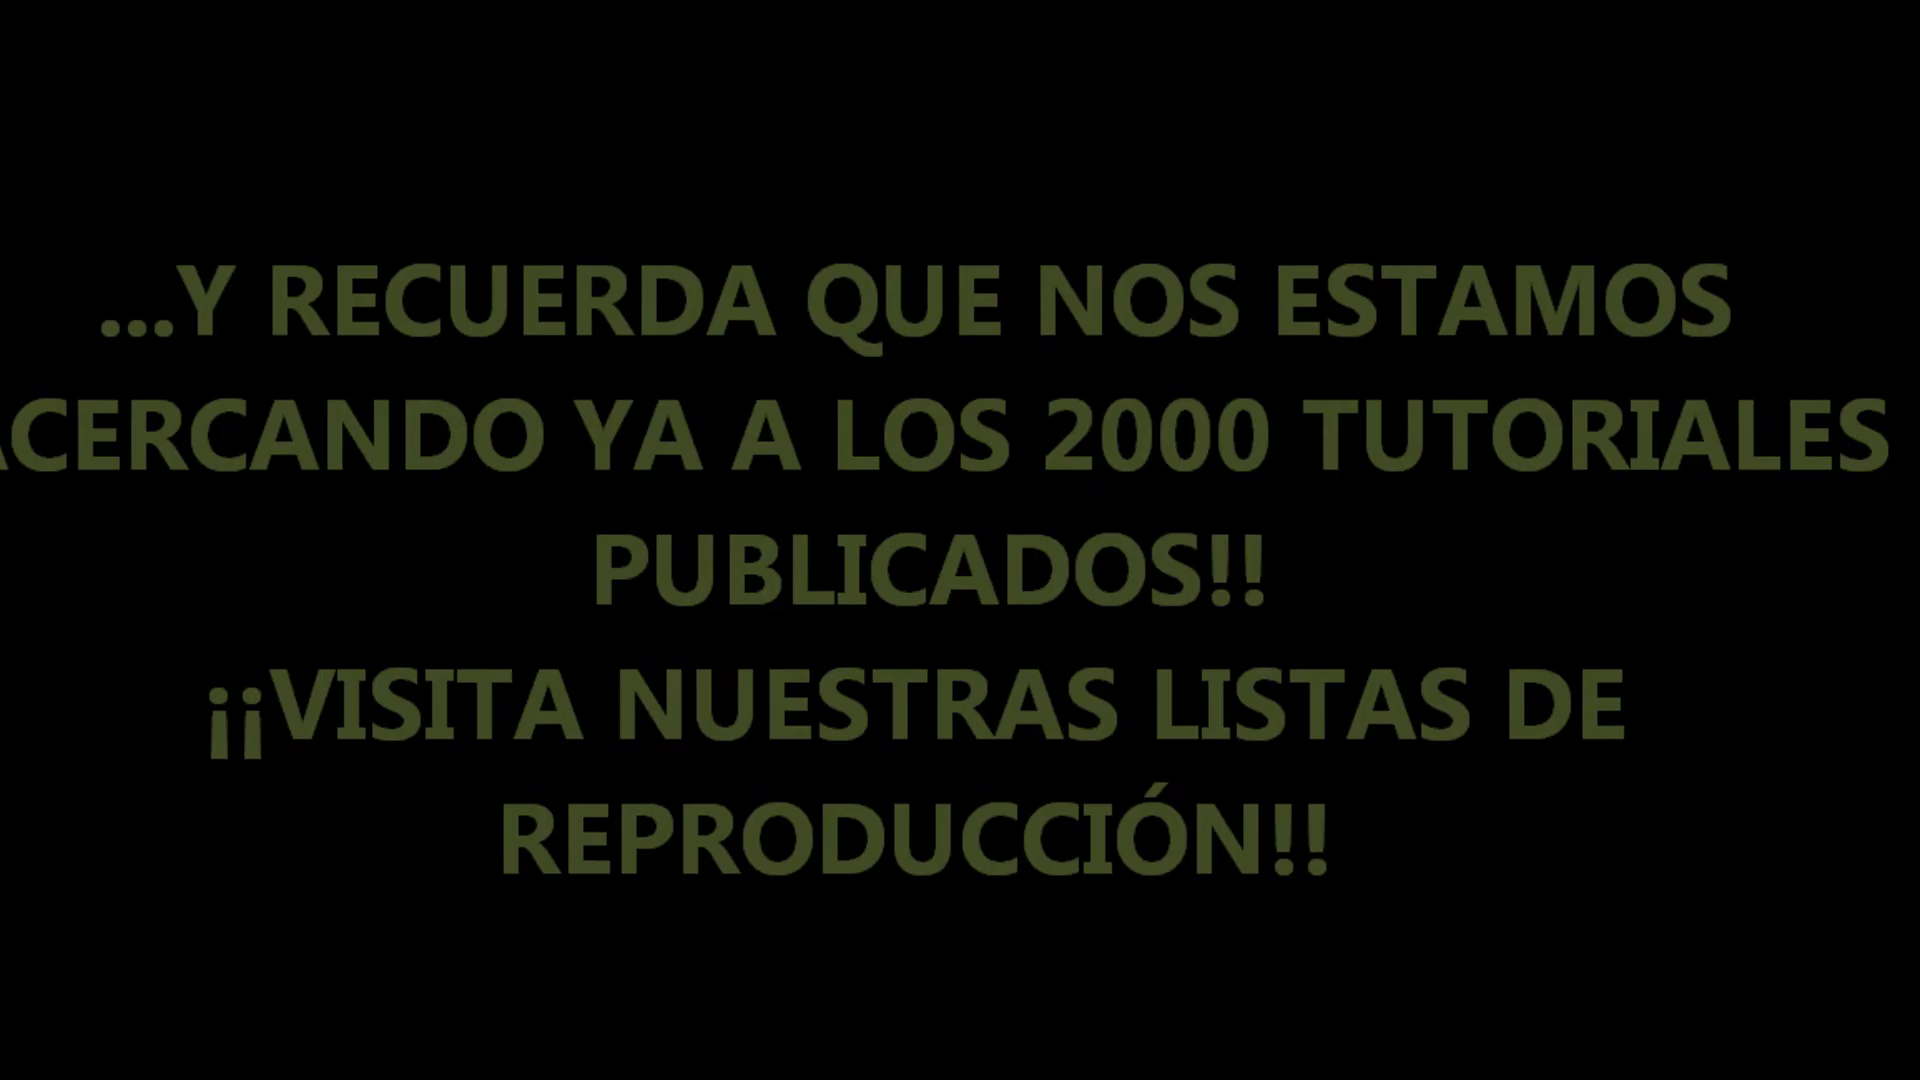 ...Y RECUERDA QUE NOS ESTAMOS
ACERCANDO YA A LOS 2000 TUTORIALES
PUBLICADOS!!
¡¡VISITA NUESTRAS LISTAS DE
REPRODUCCIÓN!!